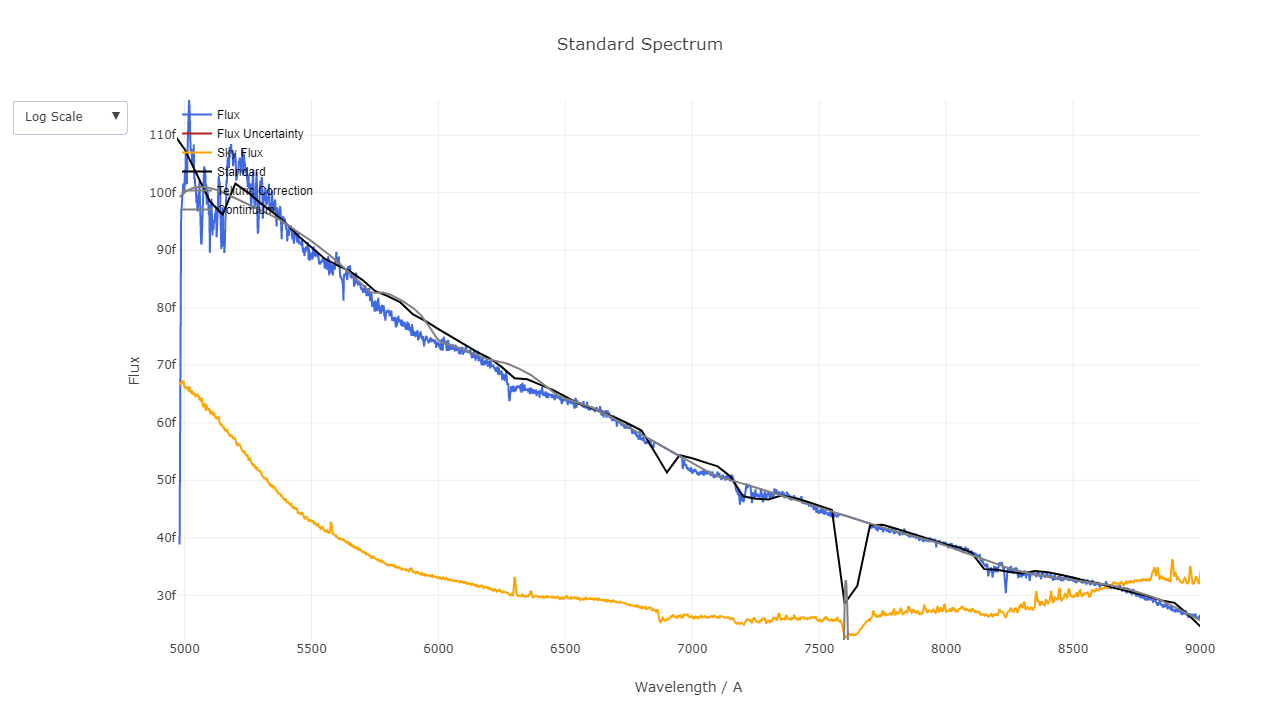 Standard Spectrum
Log Scale ▼
Flux
Flux Uncertainty
Sky Flux
Standard
Telluric Correction
Continuum
110f
100f
90f
80f
70f
60f
50f
40f
30f
Flux
5000 5500 6000 6500 7000 7500 8000 8500 9000
Wavelength / A